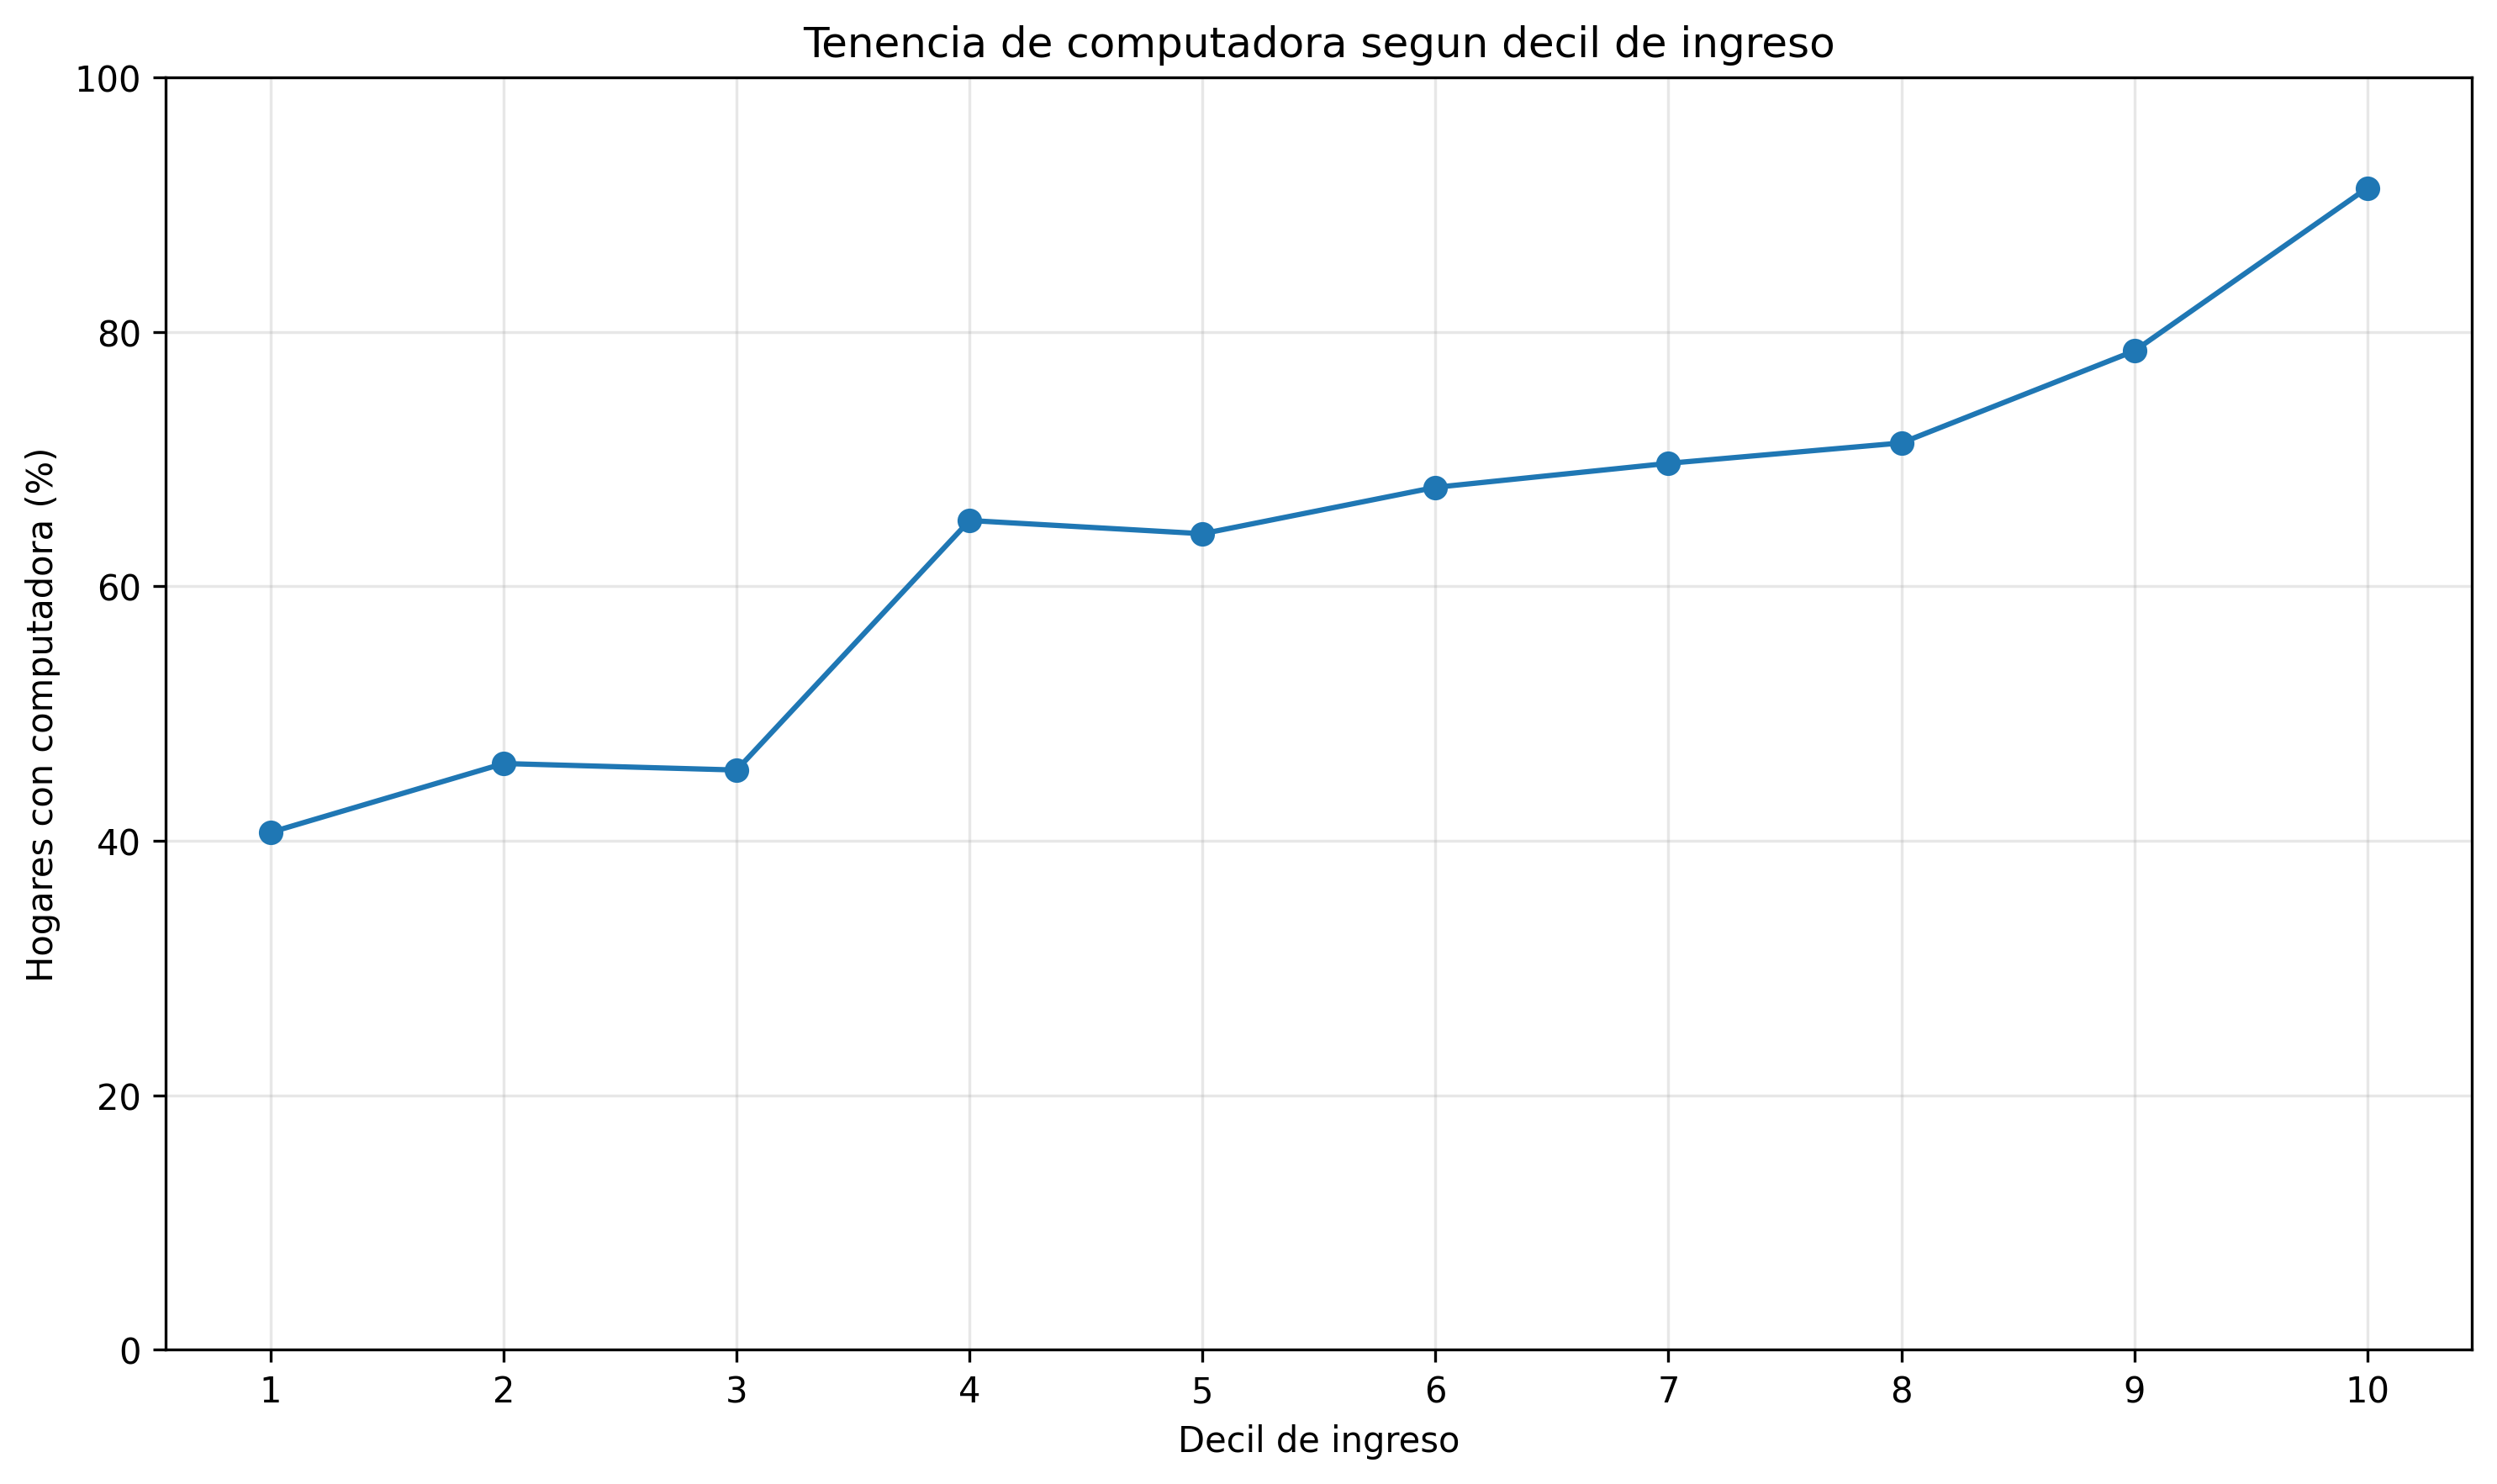 Tenencia de computadora segun decil de ingreso
Hogares con computadora (%)
100
80
60
40
20
0
1 2 3 4 5 6 7 8 9 10
Decil de ingreso